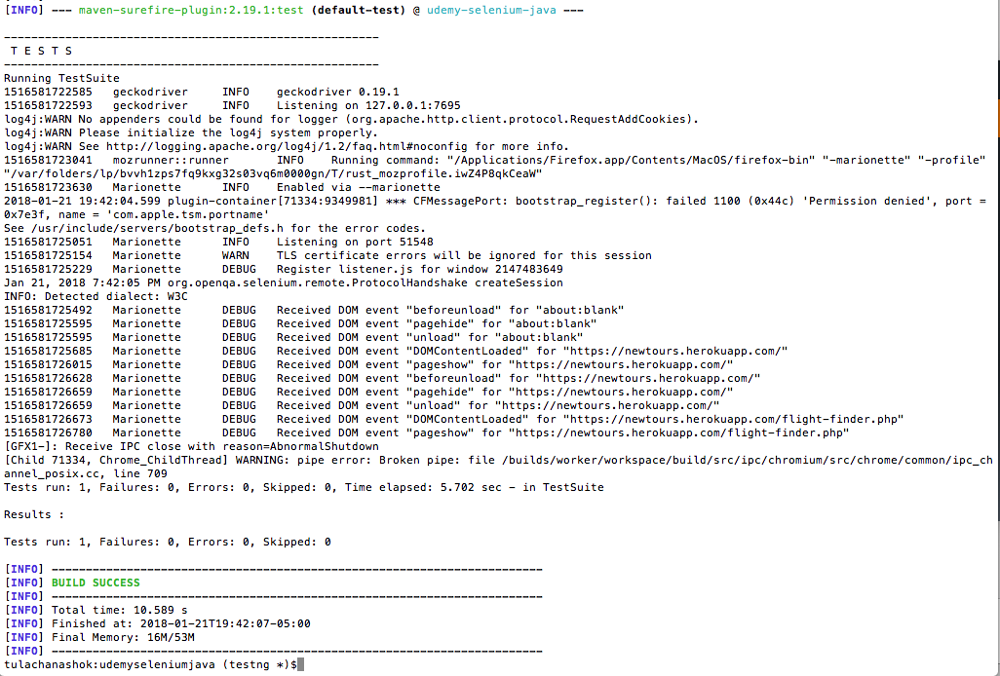 [INFO] --- maven-surefire-plugin:2.19.1:test (default-test) @ udemy-selenium-java ---
-------------------------------------------------------
 T E S T S
-------------------------------------------------------
Running TestSuite
1516581722585   geckodriver     INFO    geckodriver 0.19.1
1516581722593   geckodriver     INFO    Listening on 127.0.0.1:7695
log4j:WARN No appenders could be found for logger (org.apache.http.client.protocol.RequestAddCookies).
log4j:WARN Please initialize the log4j system properly.
log4j:WARN See http://logging.apache.org/log4j/1.2/faq.html#noconfig for more info.
1516581723041   mozrunner::runner       INFO    Running command: "/Applications/Firefox.app/Contents/MacOS/firefox-bin" "-marionette" "-profile"
"/var/folders/lp/bvvh1zps7fq9kxg32s03vq6m0000gn/T/rust_mozprofile.iwZ4P8qkCeaW"
1516581723630   Marionette      INFO    Enabled via --marionette
2018-01-21 19:42:04.599 plugin-container[71334:9349981] *** CFMessagePort: bootstrap_register(): failed 1100 (0x44c) 'Permission denied', port =
0x7e3f, name = 'com.apple.tsm.portname'
See /usr/include/servers/bootstrap_defs.h for the error codes.
1516581725051   Marionette      INFO    Listening on port 51548
1516581725154   Marionette      WARN    TLS certificate errors will be ignored for this session
1516581725229   Marionette      DEBUG   Register listener.js for window 2147483649
Jan 21, 2018 7:42:05 PM org.openqa.selenium.remote.ProtocolHandshake createSession
INFO: Detected dialect: W3C
1516581725492   Marionette      DEBUG   Received DOM event "beforeunload" for "about:blank"
1516581725595   Marionette      DEBUG   Received DOM event "pagehide" for "about:blank"
1516581725595   Marionette      DEBUG   Received DOM event "unload" for "about:blank"
1516581725685   Marionette      DEBUG   Received DOM event "DOMContentLoaded" for "https://newtours.herokuapp.com/"
1516581726015   Marionette      DEBUG   Received DOM event "pageshow" for "https://newtours.herokuapp.com/"
1516581726628   Marionette      DEBUG   Received DOM event "beforeunload" for "https://newtours.herokuapp.com/"
1516581726659   Marionette      DEBUG   Received DOM event "pagehide" for "https://newtours.herokuapp.com/"
1516581726659   Marionette      DEBUG   Received DOM event "unload" for "https://newtours.herokuapp.com/"
1516581726673   Marionette      DEBUG   Received DOM event "DOMContentLoaded" for "https://newtours.herokuapp.com/flight-finder.php"
1516581726780   Marionette      DEBUG   Received DOM event "pageshow" for "https://newtours.herokuapp.com/flight-finder.php"
[GFX1-]: Receive IPC close with reason=AbnormalShutdown
[Child 71334, Chrome_ChildThread] WARNING: pipe error: Broken pipe: file /builds/worker/workspace/build/src/ipc/chromium/src/chrome/common/ipc_ch
annel_posix.cc, line 709
Tests run: 1, Failures: 0, Errors: 0, Skipped: 0, Time elapsed: 5.702 sec - in TestSuite
Results :
Tests run: 1, Failures: 0, Errors: 0, Skipped: 0
[INFO] ------------------------------------------------------------------------
[INFO] BUILD SUCCESS
[INFO] ------------------------------------------------------------------------
[INFO] Total time: 10.589 s
[INFO] Finished at: 2018-01-21T19:42:07-05:00
[INFO] Final Memory: 16M/53M
[INFO] ------------------------------------------------------------------------
tulachanashok:udemyseleniumjava (testng *)$